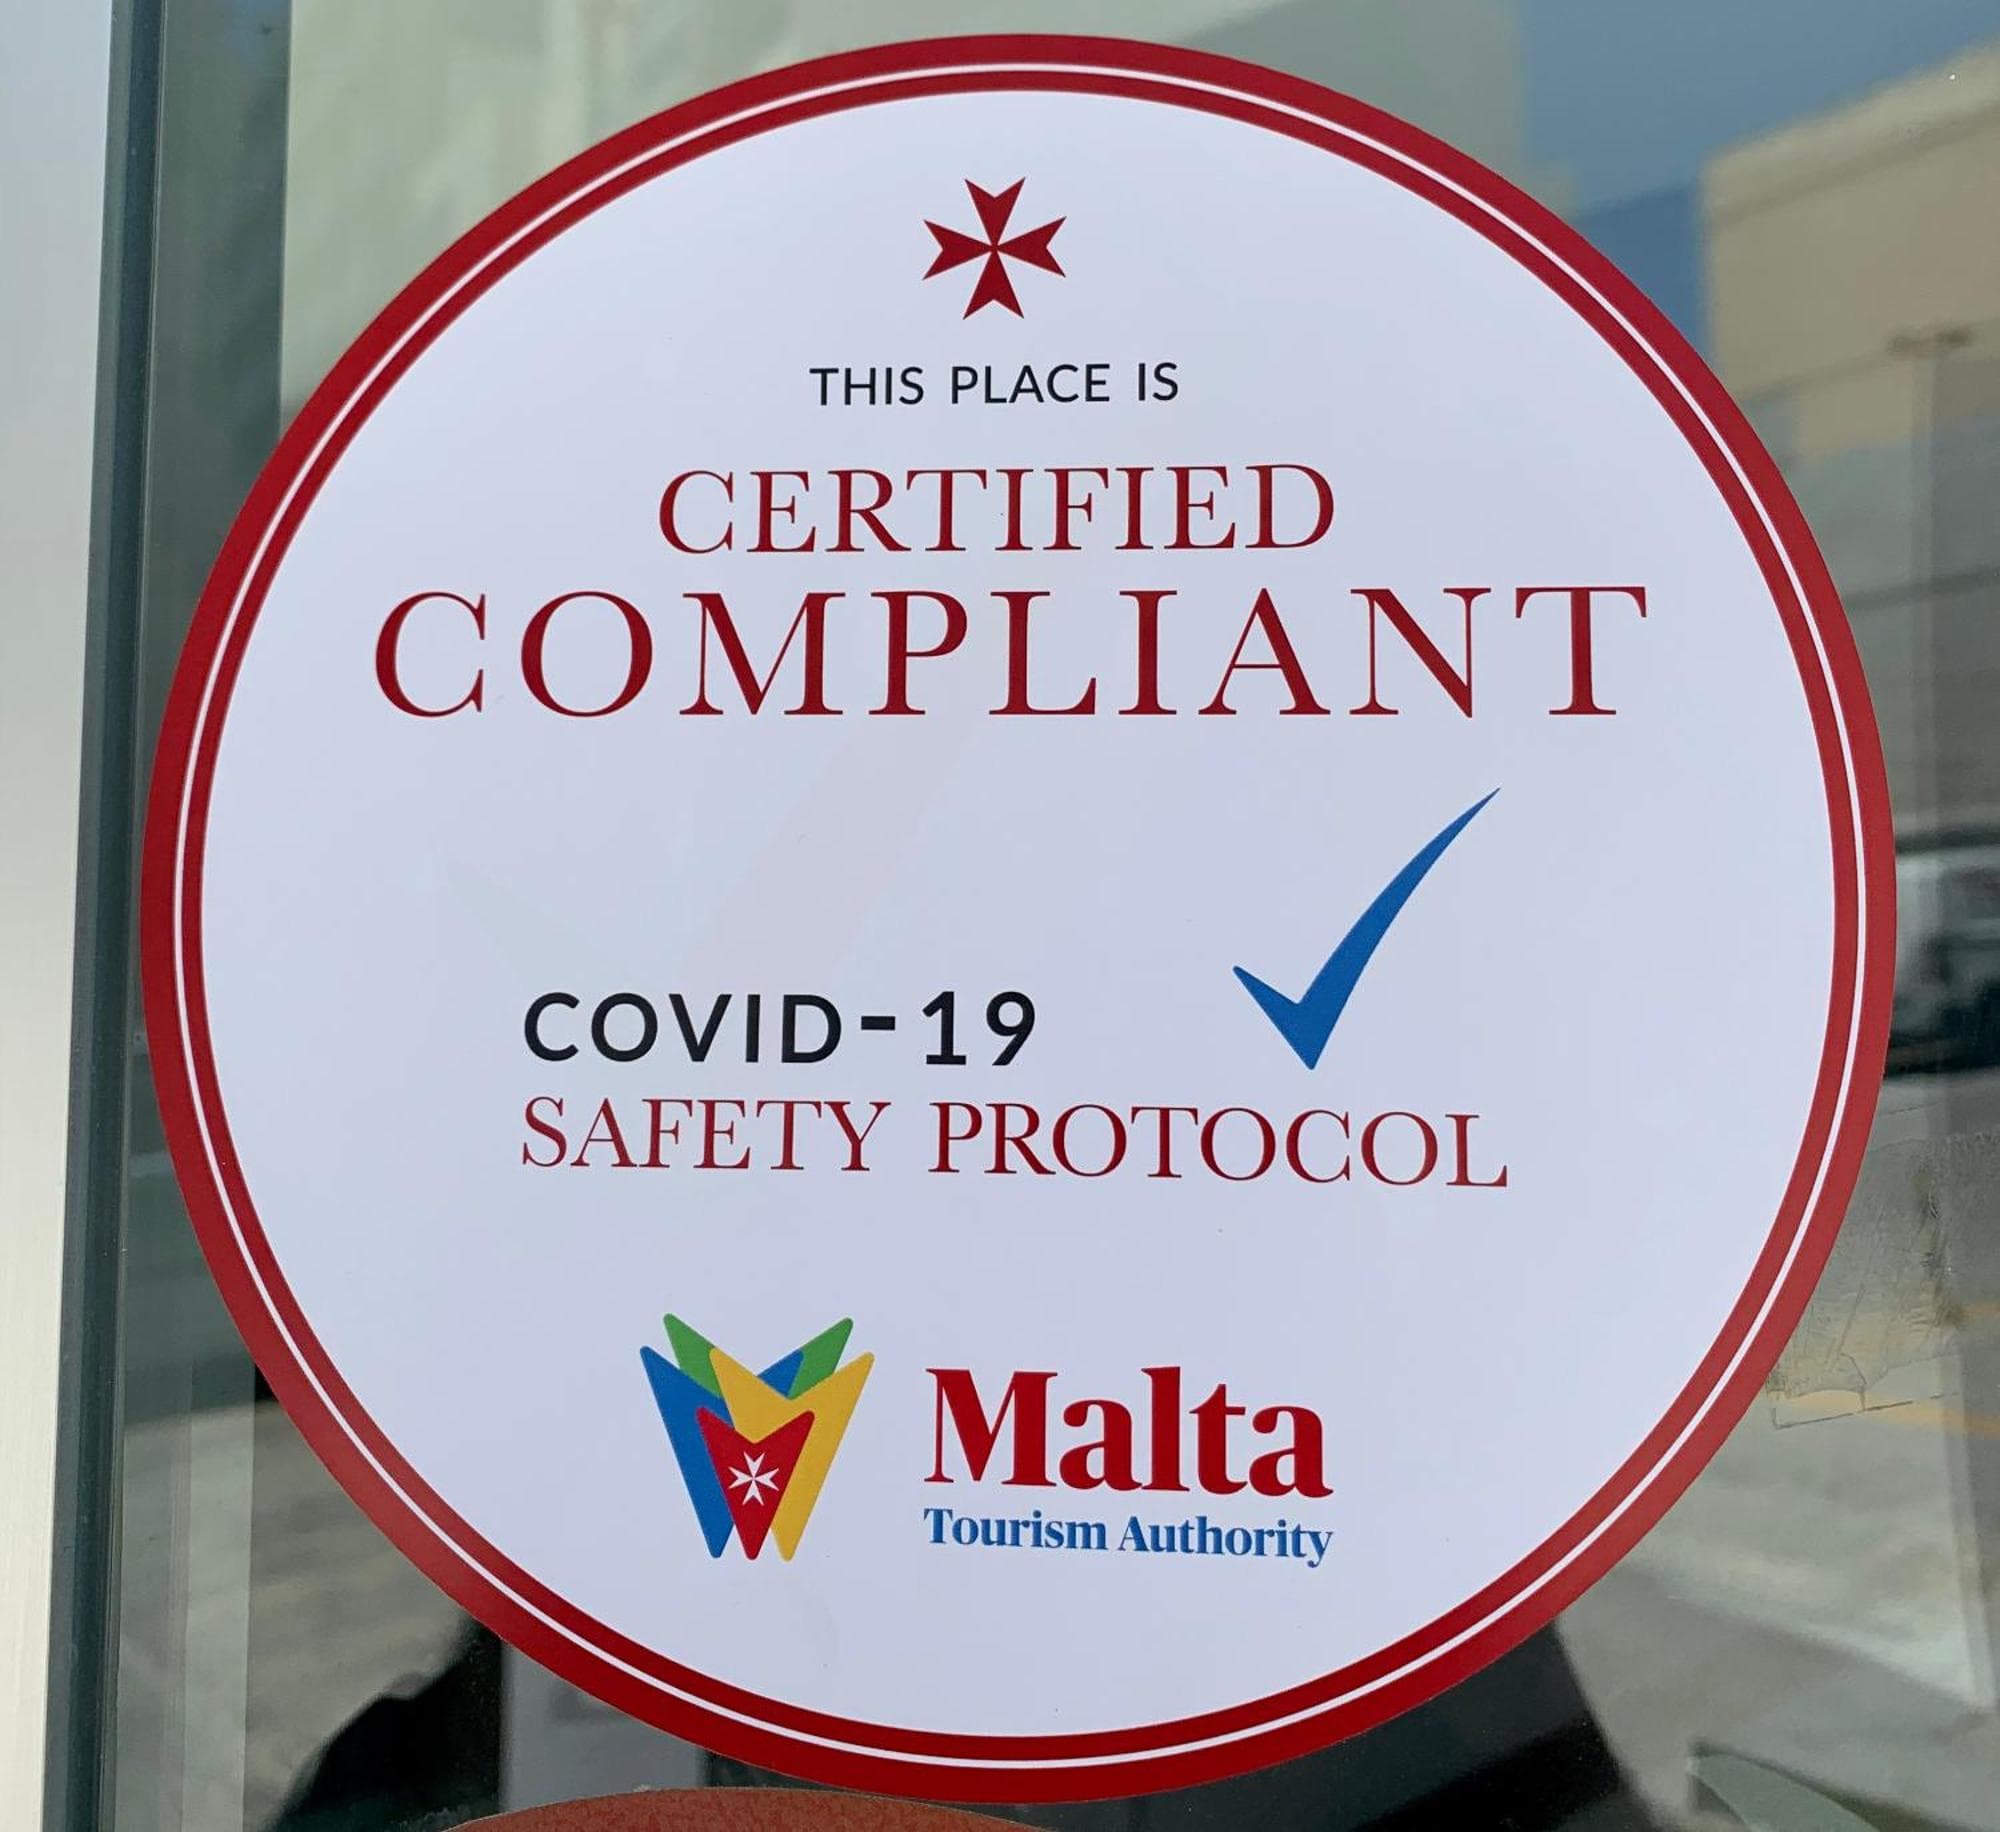 THIS PLACE IS
CERTIFIED
COMPLIANT
COVID-19
SAFETY PROTOCOL
Malta
Tourism Authority